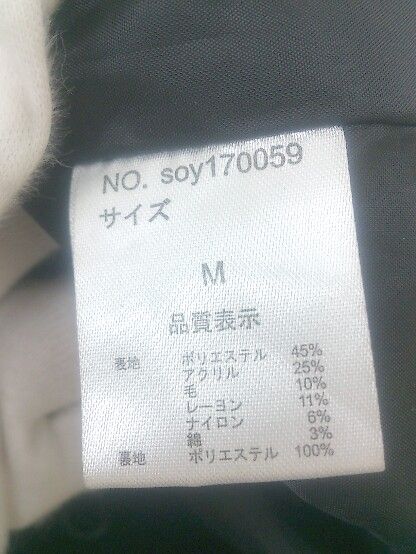 NO. soy170059
サイズ
M
品質表示
表地 ポリエステル 45%
アクリル 25%
毛 10%
レーヨン 11%
ナイロン 6%
綿 3%
裏地 ポリエステル 100%